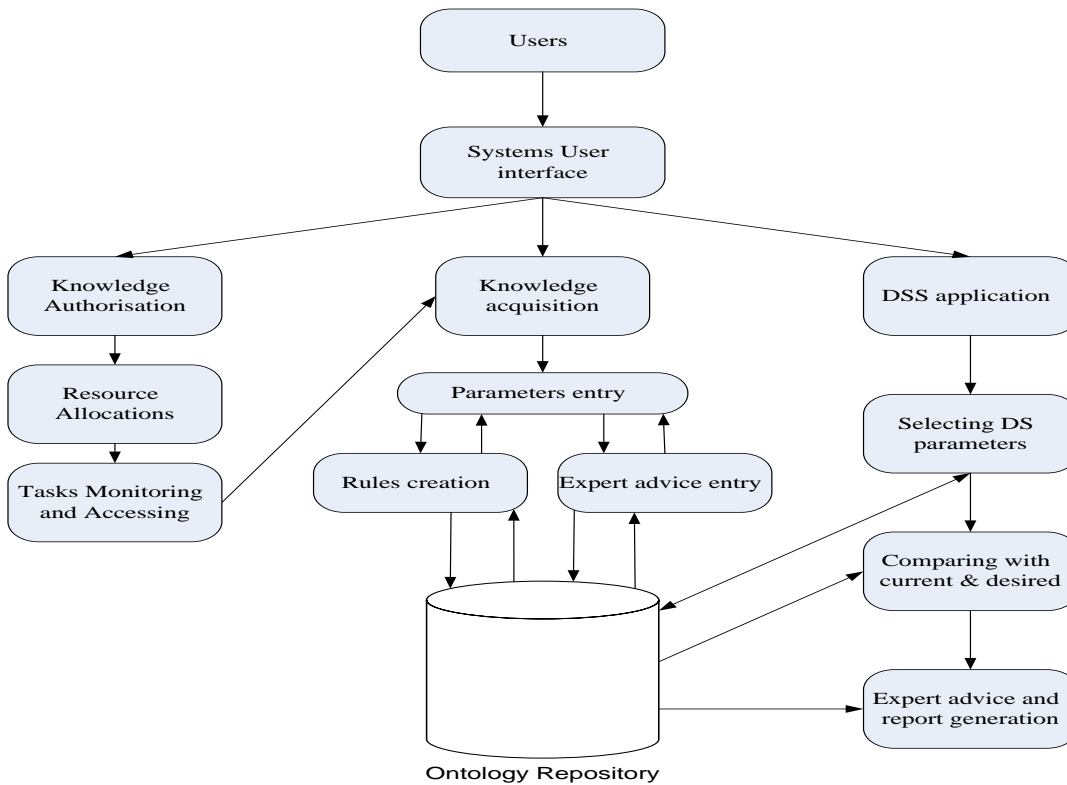 Users
Systems User
interface
Knowledge
Authorisation
Knowledge
acquisition
DSS application
Resource
Allocations
Parameters entry
Selecting DS
parameters
Tasks Monitoring
and Accessing
Rules creation
Expert advice entry
Comparing with
current & desired
Expert advice and
report generation
Ontology Repository